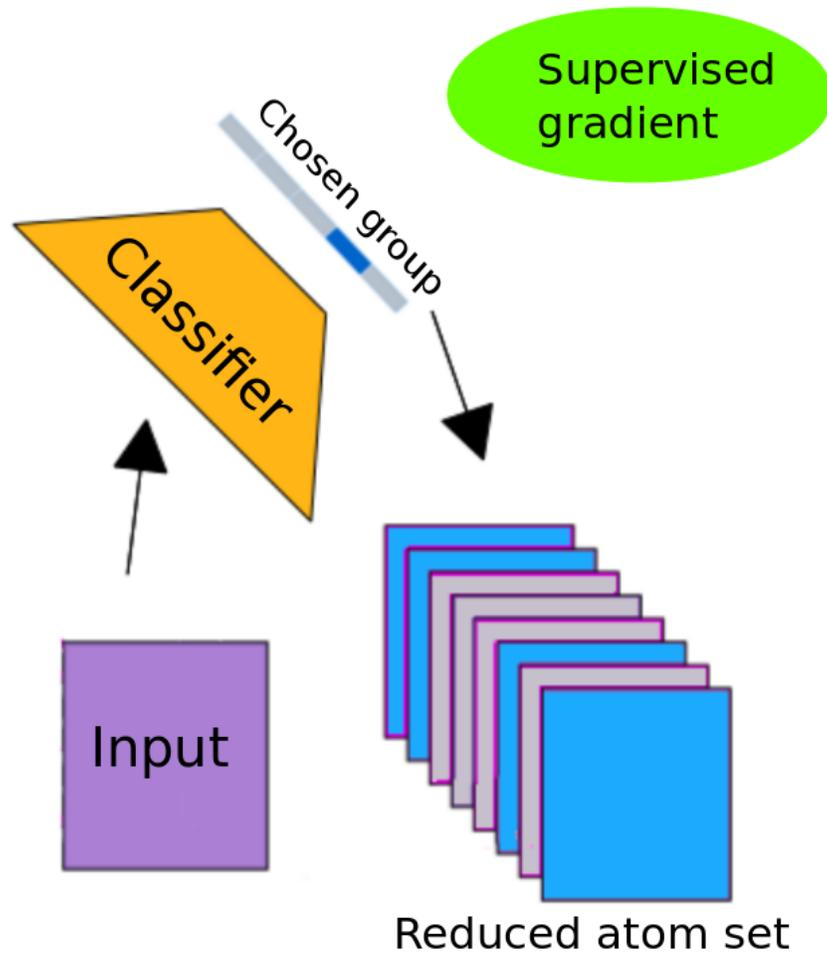 Supervised
gradient
Chosen group
Classifier
Input
Reduced atom set